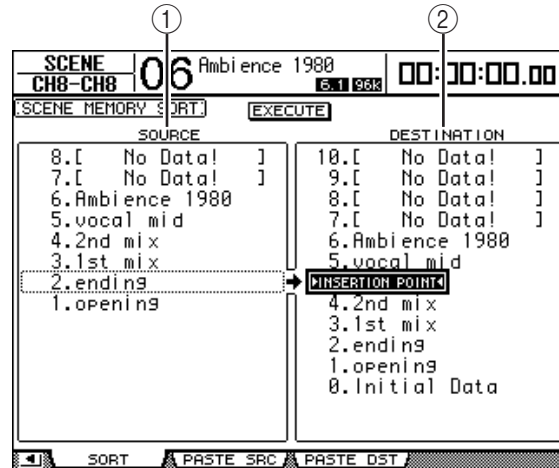 ① ②
SCENE
CH8-CH8
06 Ambience 1980
6.1 96k
00:00:00.00
SCENE MEMORY SORT
EXECUTE
SOURCE
8.[ No Data! ]
7.[ No Data! ]
6.Ambience 1980
5.vocal mid
4.2nd mix
3.1st mix
2.ending
1.opening
DESTINATION
10.[ No Data! ]
9.[ No Data! ]
8.[ No Data! ]
7.[ No Data! ]
6.Ambience 1980
5.vocal mid
INSERTION POINT
4.2nd mix
3.1st mix
2.ending
1.opening
0.Initial Data
SORT PASTE SRC PASTE DST